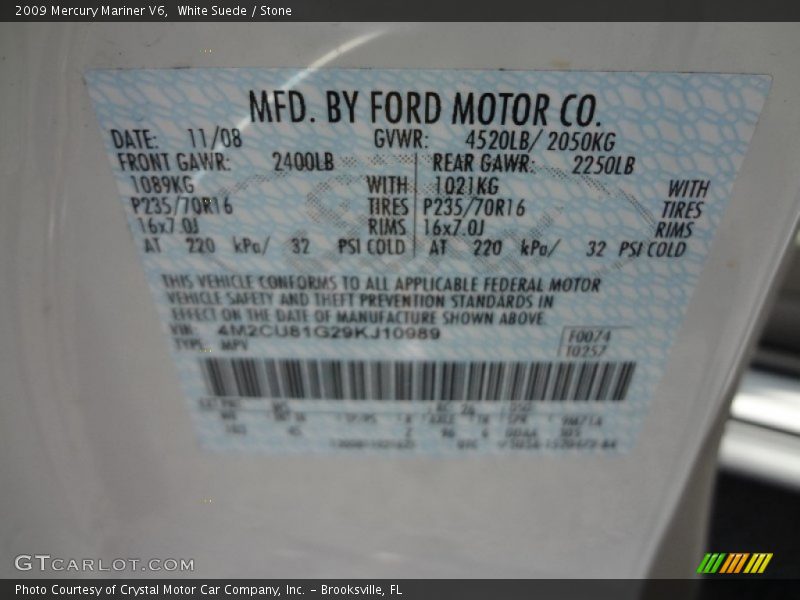 2009 Mercury Mariner V6, White Suede / Stone
MFD. BY FORD MOTOR CO.
DATE: 11/08 GVWR: 4520LB/ 2050KG
FRONT GAWR: 2400LB REAR GAWR: 2250LB
1089KG WITH 1021KG WITH
P235/70R16 TIRES P235/70R16 TIRES
16x7.0J RIMS 16x7.0J RIMS
AT 220 kPa/ 32 PSI COLD AT 220 kPa/ 32 PSI COLD
THIS VEHICLE CONFORMS TO ALL APPLICABLE FEDERAL MOTOR
VEHICLE SAFETY AND THEFT PREVENTION STANDARDS IN
EFFECT ON THE DATE OF MANUFACTURE SHOWN ABOVE.
VIN: 4M2CU81G29KJ10989 F0074
TYPE: MPV T0257
GTCARLOT.COM
Photo Courtesy of Crystal Motor Car Company, Inc. – Brooksville, FL